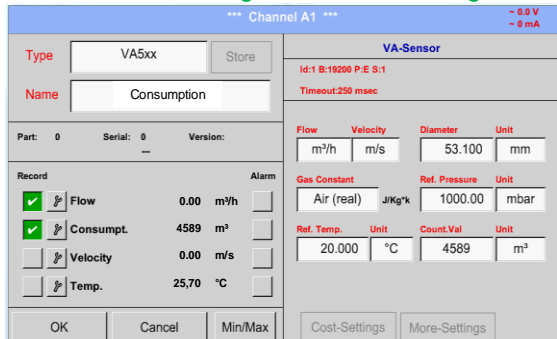 *** Channel A1 ***
~ 0.0 V
~ 0 mA
Type
VA5xx
Store
Name
Consumption
Part: 0 Serial: 0 Version:
---
Record Alarm
Flow 0.00 m³/h
Consumpt. 4589 m³
Velocity 0.00 m/s
Temp. 25,70 °C
OK Cancel Min/Max
VA-Sensor
Id:1 B:19200 P:E S:1
Timeout:250 msec
Flow Velocity Diameter Unit
m³/h m/s 53.100 mm
Gas Constant Ref. Pressure Unit
Air (real) J/Kg*k 1000.00 mbar
Ref. Temp. Unit Count.Val Unit
20.000 °C 4589 m³
Cost-Settings More-Settings